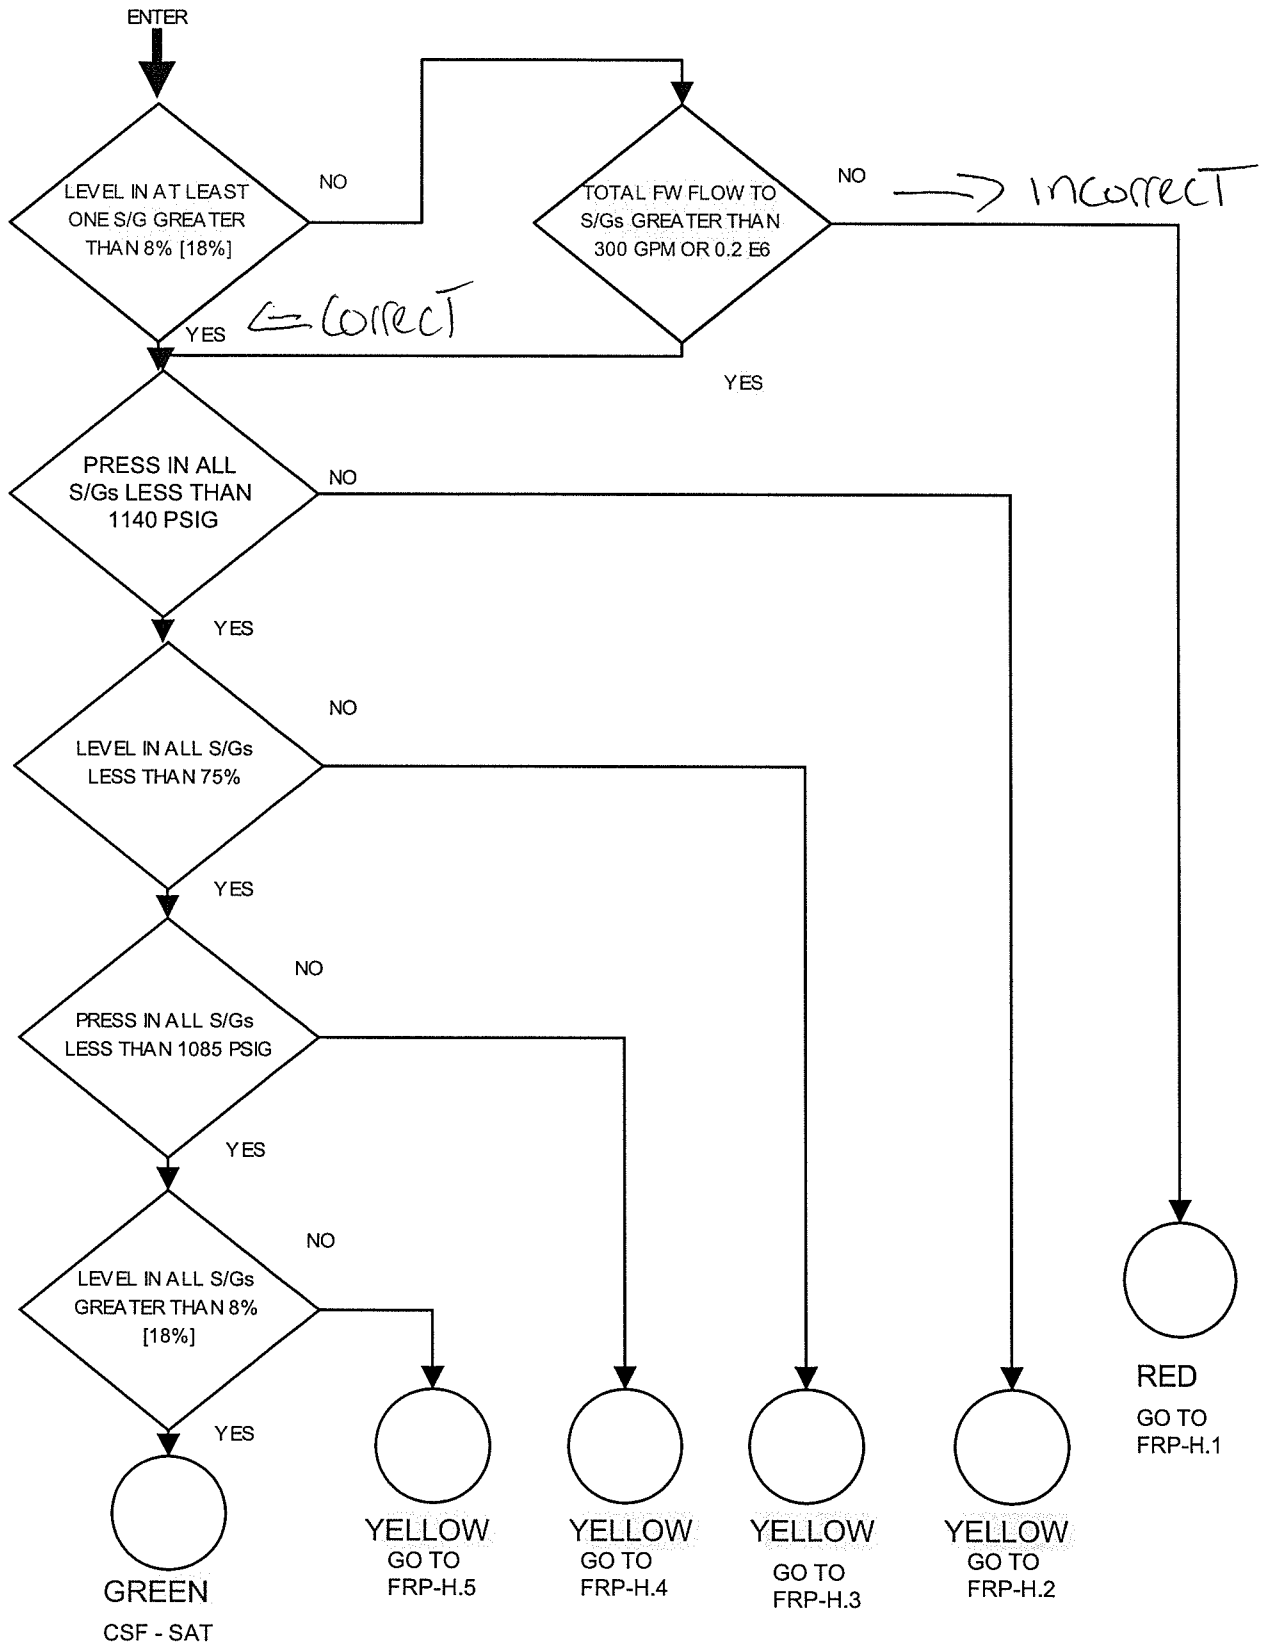 ENTER
LEVEL IN AT LEAST
ONE S/G GREATER
THAN 8% [18%]
NO
TOTAL FW FLOW TO
S/Gs GREATER THAN
300 GPM OR 0.2 E6
NO
→ incorrecT
YES
⇐ CorrecT
YES
PRESS IN ALL
S/Gs LESS THAN
1140 PSIG
NO
YES
LEVEL IN ALL S/Gs
LESS THAN 75%
NO
YES
PRESS IN ALL S/Gs
LESS THAN 1085 PSIG
NO
YES
LEVEL IN ALL S/Gs
GREATER THAN 8%
[18%]
NO
YES
GREEN
CSF - SAT
YELLOW
GO TO
FRP-H.5
YELLOW
GO TO
FRP-H.4
YELLOW
GO TO
FRP-H.3
YELLOW
GO TO
FRP-H.2
RED
GO TO
FRP-H.1